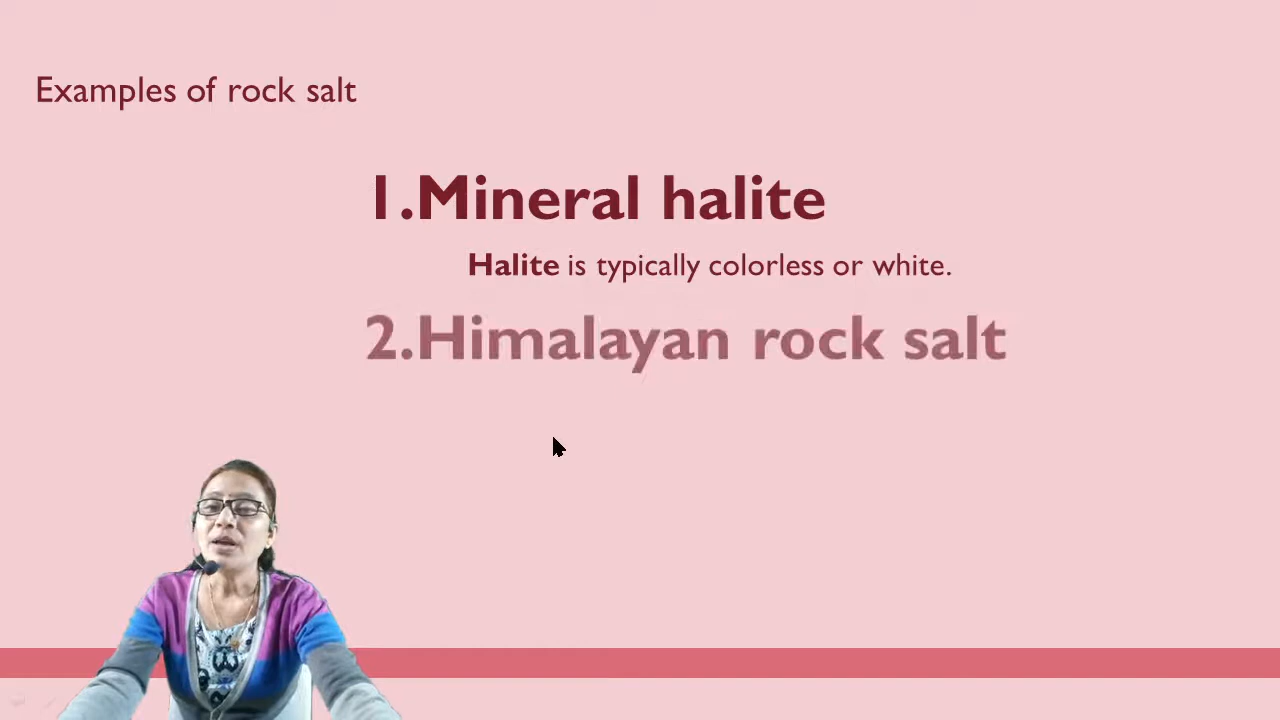 Examples of rock salt
1.Mineral halite
Halite is typically colorless or white.
2.Himalayan rock salt